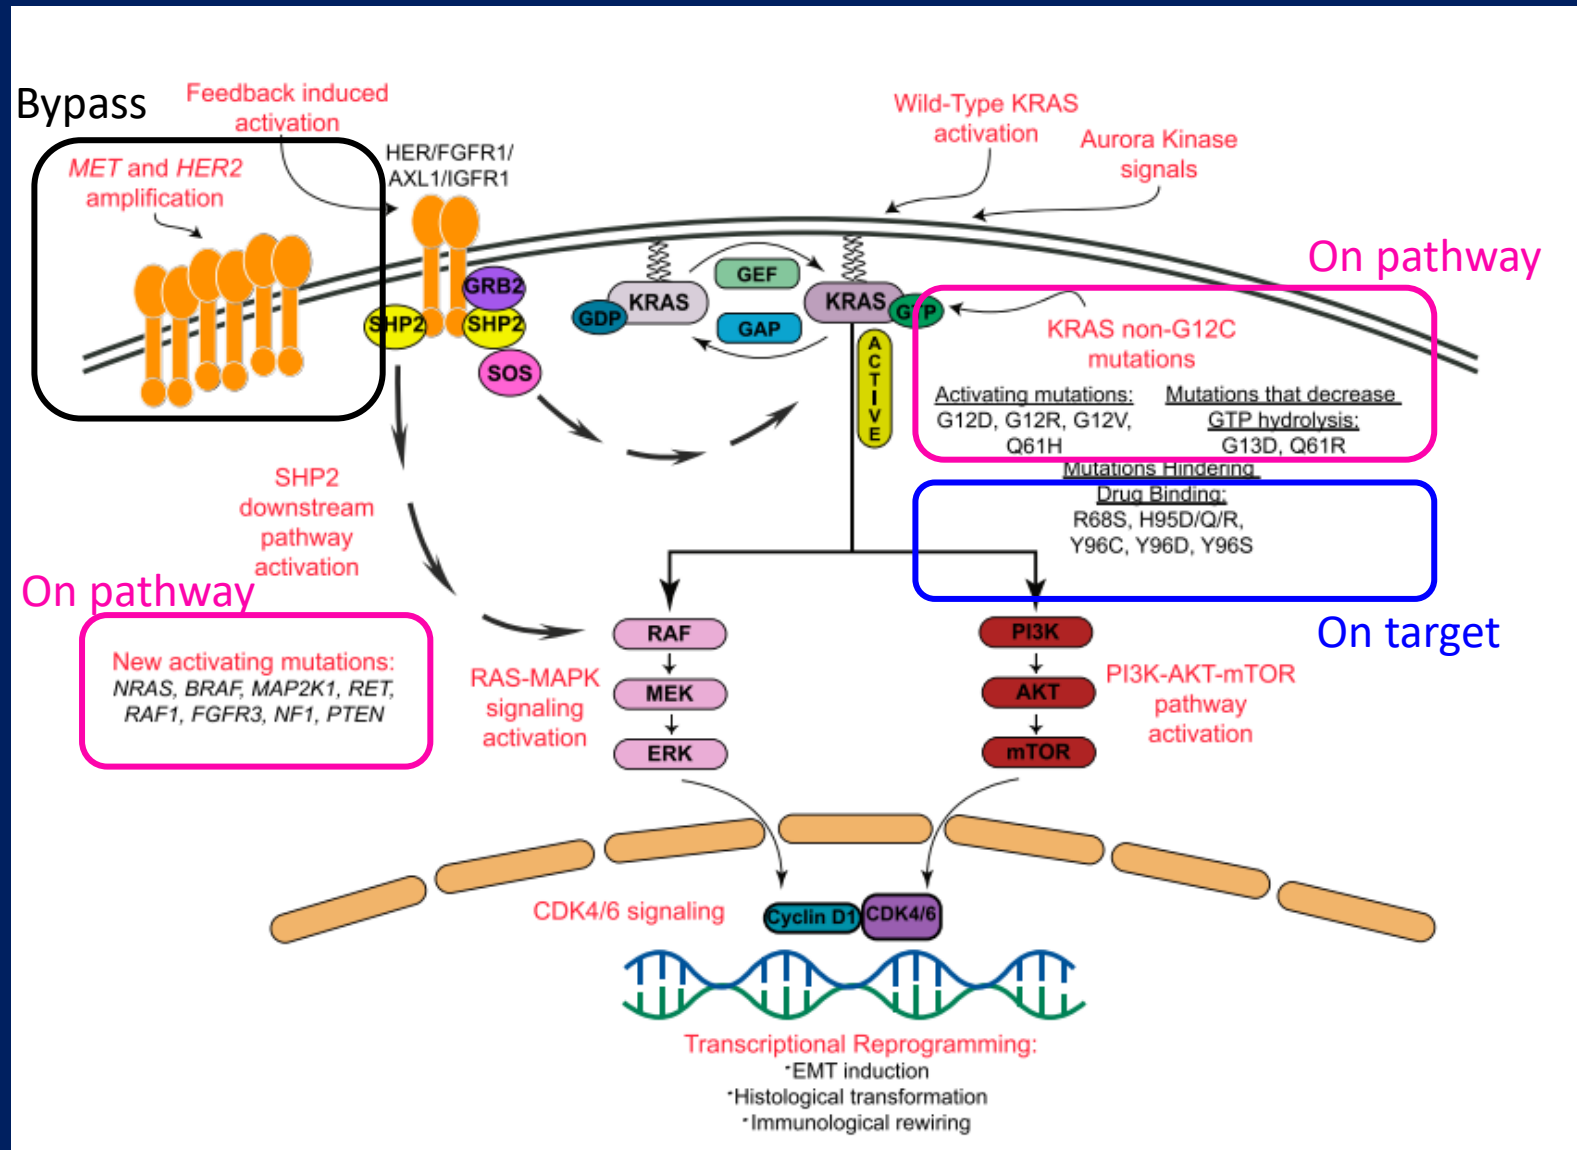 Bypass
Feedback induced
activation
MET and HER2
amplification
HER/FGFR1/
AXL1/IGFR1
Wild-Type KRAS
activation
Aurora Kinase
signals
On pathway
GRB2
SHP2
SHP2
SOS
GDP
KRAS
GEF
GAP
KRAS
GTP
ACTIVE
KRAS non-G12C
mutations
Activating mutations:
G12D, G12R, G12V,
Q61H
Mutations that decrease
GTP hydrolysis:
G13D, Q61R
Mutations Hindering
Drug Binding:
R68S, H95D/Q/R,
Y96C, Y96D, Y96S
On target
SHP2
downstream
pathway
activation
On pathway
New activating mutations:
NRAS, BRAF, MAP2K1, RET,
RAF1, FGFR3, NF1, PTEN
RAS-MAPK
signaling
activation
RAF
MEK
ERK
PI3K
AKT
mTOR
PI3K-AKT-mTOR
pathway
activation
CDK4/6 signaling
Cyclin D1
CDK4/6
Transcriptional Reprogramming:
-EMT induction
-Histological transformation
-Immunological rewiring